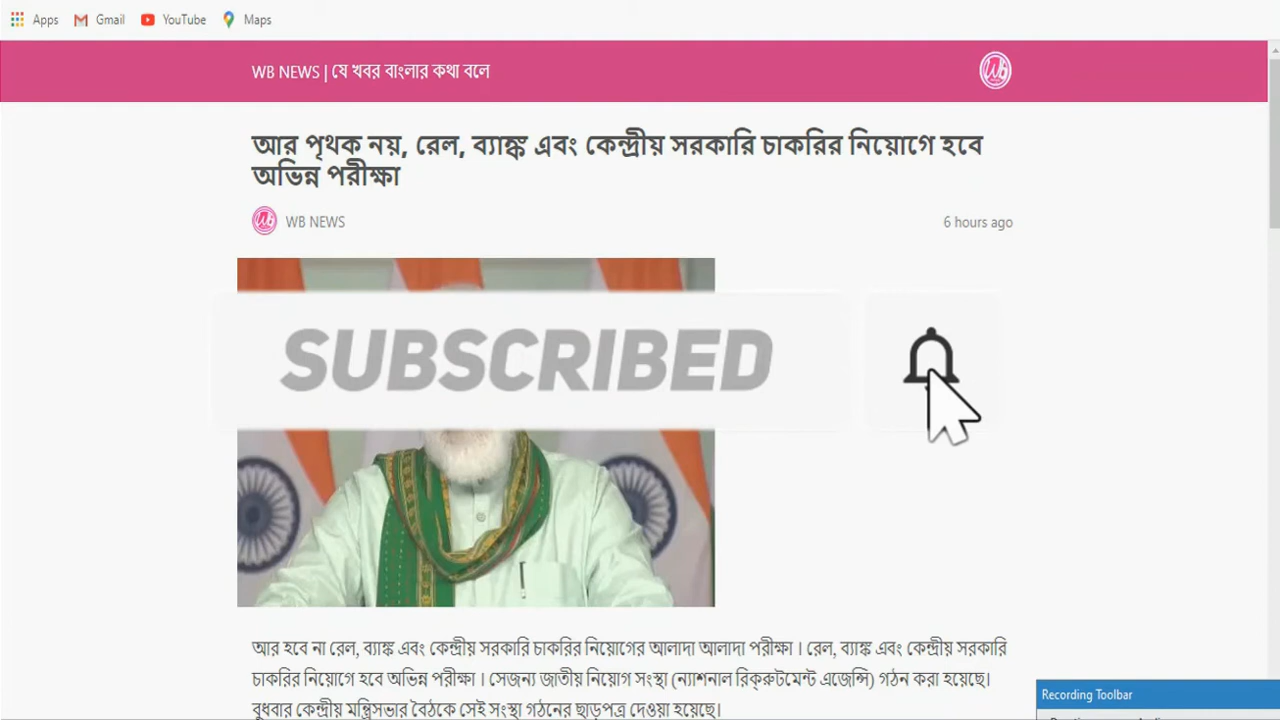 Apps Gmail YouTube Maps
WB NEWS | যে খবর বাংলার কথা বলে
আর পৃথক নয়, রেল, ব্যাঙ্ক এবং কেন্দ্রীয় সরকারি চাকরির নিয়োগে হবে
অভিন্ন পরীক্ষা
WB NEWS 6 hours ago
SUBSCRIBED
আর হবে না রেল, ব্যাঙ্ক এবং কেন্দ্রীয় সরকারি চাকরির নিয়োগের আলাদা আলাদা পরীক্ষা। রেল, ব্যাঙ্ক এবং কেন্দ্রীয় সরকারি
চাকরির নিয়োগে হবে অভিন্ন পরীক্ষা। সেজন্য জাতীয় নিয়োগ সংস্থা (ন্যাশনাল রিক্রুটমেন্ট এজেন্সি) গঠন করা হয়েছে।
বুধবার কেন্দ্রীয় মন্ত্রিসভার বৈঠকে সেই সংস্থা গঠনের ছাড়পত্র দেওয়া হয়েছে।
Recording Toolbar